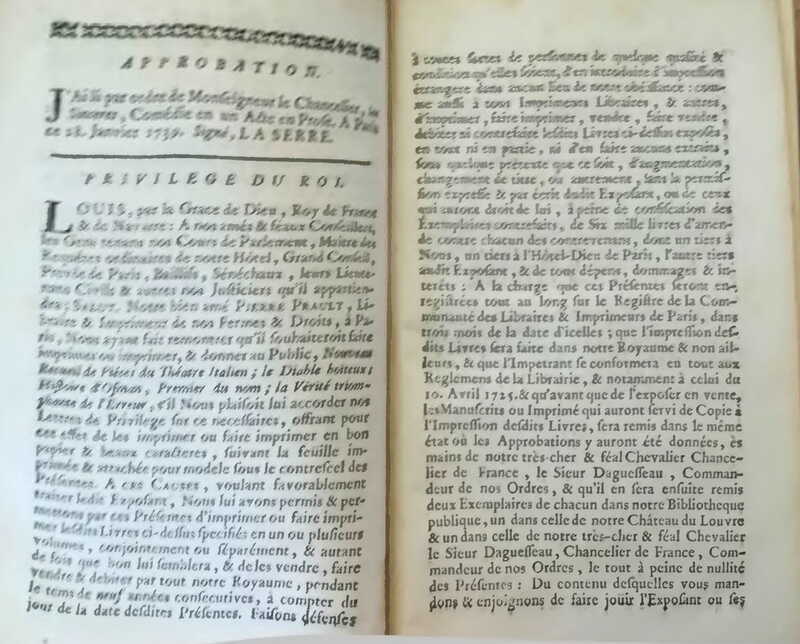 APPROBATION.
J'Ai lû par ordre de Monseigneur le Chancelier, les
Sinceres, Comédie en un Acte en Prose. A Paris
ce 18. Janvier 1739. Signé, LA SERRE.
PRIVILEGE DU ROI.
LOUIS, par la Grace de Dieu, Roy de France
& de Navarre : A nos amés & féaux Conseillers,
les Gens tenans nos Cours de Parlement, Maîtres des
Requêtes ordinaires de notre Hôtel, Grand Conseil,
Prevôt de Paris, Baillifs, Sénéchaux, leurs Lieute-
nans Civils & autres nos Justiciers qu'il appartien-
dra ; SALUT. Notre bien amé PIERRE PRAULT, Li-
braire & Imprimeur de nos Fermes & Droits, à Pa-
ris, Nous ayant fait remontrer qu'il souhaiteroit faire
imprimer ou imprimer, & donner au Public, Nouveau
Recueil de Piéces du Théatre Italien ; le Diable boiteux ;
Histoire d'Osman, Premier du nom ; la Vérité triom-
phante de l'Erreur, s'il Nous plaisoit lui accorder nos
Lettres de Privilege sur ce necessaires, offrant pour
cet effet de les imprimer ou faire imprimer en bon
papier & beaux caracteres, suivant la feuille im-
primée & attachée pour modele sous le contrescel des
Présentes. A CES CAUSES, voulant favorablement
traiter ledit Exposant, Nous lui avons permis & per-
mettons par ces Présentes d'imprimer ou faire impri-
mer lesdits Livres ci-dessus specifiés en un ou plusieurs
volumes, conjointement ou séparément, & autant
de fois que bon lui semblera, & de les vendre, faire
vendre & débiter par tout notre Royaume, pendant
le tems de neuf années consecutives, à compter du
jour de la date desdites Présentes. Faisons défenses
à toutes sortes de personnes de quelque qualité &
condition qu'elles soient, d'en introduire d'impression
étrangere dans aucun lieu de notre obéissance : com-
me aussi à tous Imprimeurs Libraires, & autres,
d'imprimer, faire imprimer, vendre, faire vendre,
débiter ni contrefaire lesdits Livres ci-dessus exposés,
en tout ni en partie, ni d'en faire aucuns extraits,
sous quelque prétexte que ce soit, d'augmentation,
changement de titre, ou autrement, sans la permis-
sion expresse & par écrit dudit Exposant, ou de ceux
qui auront droit de lui, à peine de confiscation des
Exemplaires contrefaits, de Six mille livres d'amen-
de contre chacun des contrevenans, dont un tiers à
Nous, un tiers à l'Hôtel-Dieu de Paris, l'autre tiers
audit Exposant, & de tous dépens, dommages & in-
terêts : A la charge que ces Présentes seront en-
registrées tout au long sur le Registre de la Com-
munauté des Libraires & Imprimeurs de Paris, dans
trois mois de la date d'icelles ; que l'impression des-
dits Livres sera faite dans notre Royaume & non ail-
leurs, & que l'Impetrant se conformera en tout aux
Reglemens de la Librairie, & notamment à celui du
10. Avril 1725. & qu'avant que de l'exposer en vente,
les Manuscrits ou Imprimé qui auront servi de Copie à
l'Impression desdits Livres, sera remis dans le même
état où les Approbations y auront été données, ès
mains de notre très-cher & féal Chevalier Chance-
lier de France, le Sieur Daguesseau, Comman-
deur de nos Ordres, & qu'il en sera ensuite remis
deux Exemplaires de chacun dans notre Bibliotheque
publique, un dans celle de notre Château du Louvre
& un dans celle de notre très-cher & féal Chevalier
le Sieur Daguesseau, Chancelier de France, Com-
mandeur de nos Ordres, le tout à peine de nullité
des Présentes : Du contenu desquelles vous man-
dons & enjoignons de faire joüir l'Exposant ou ses